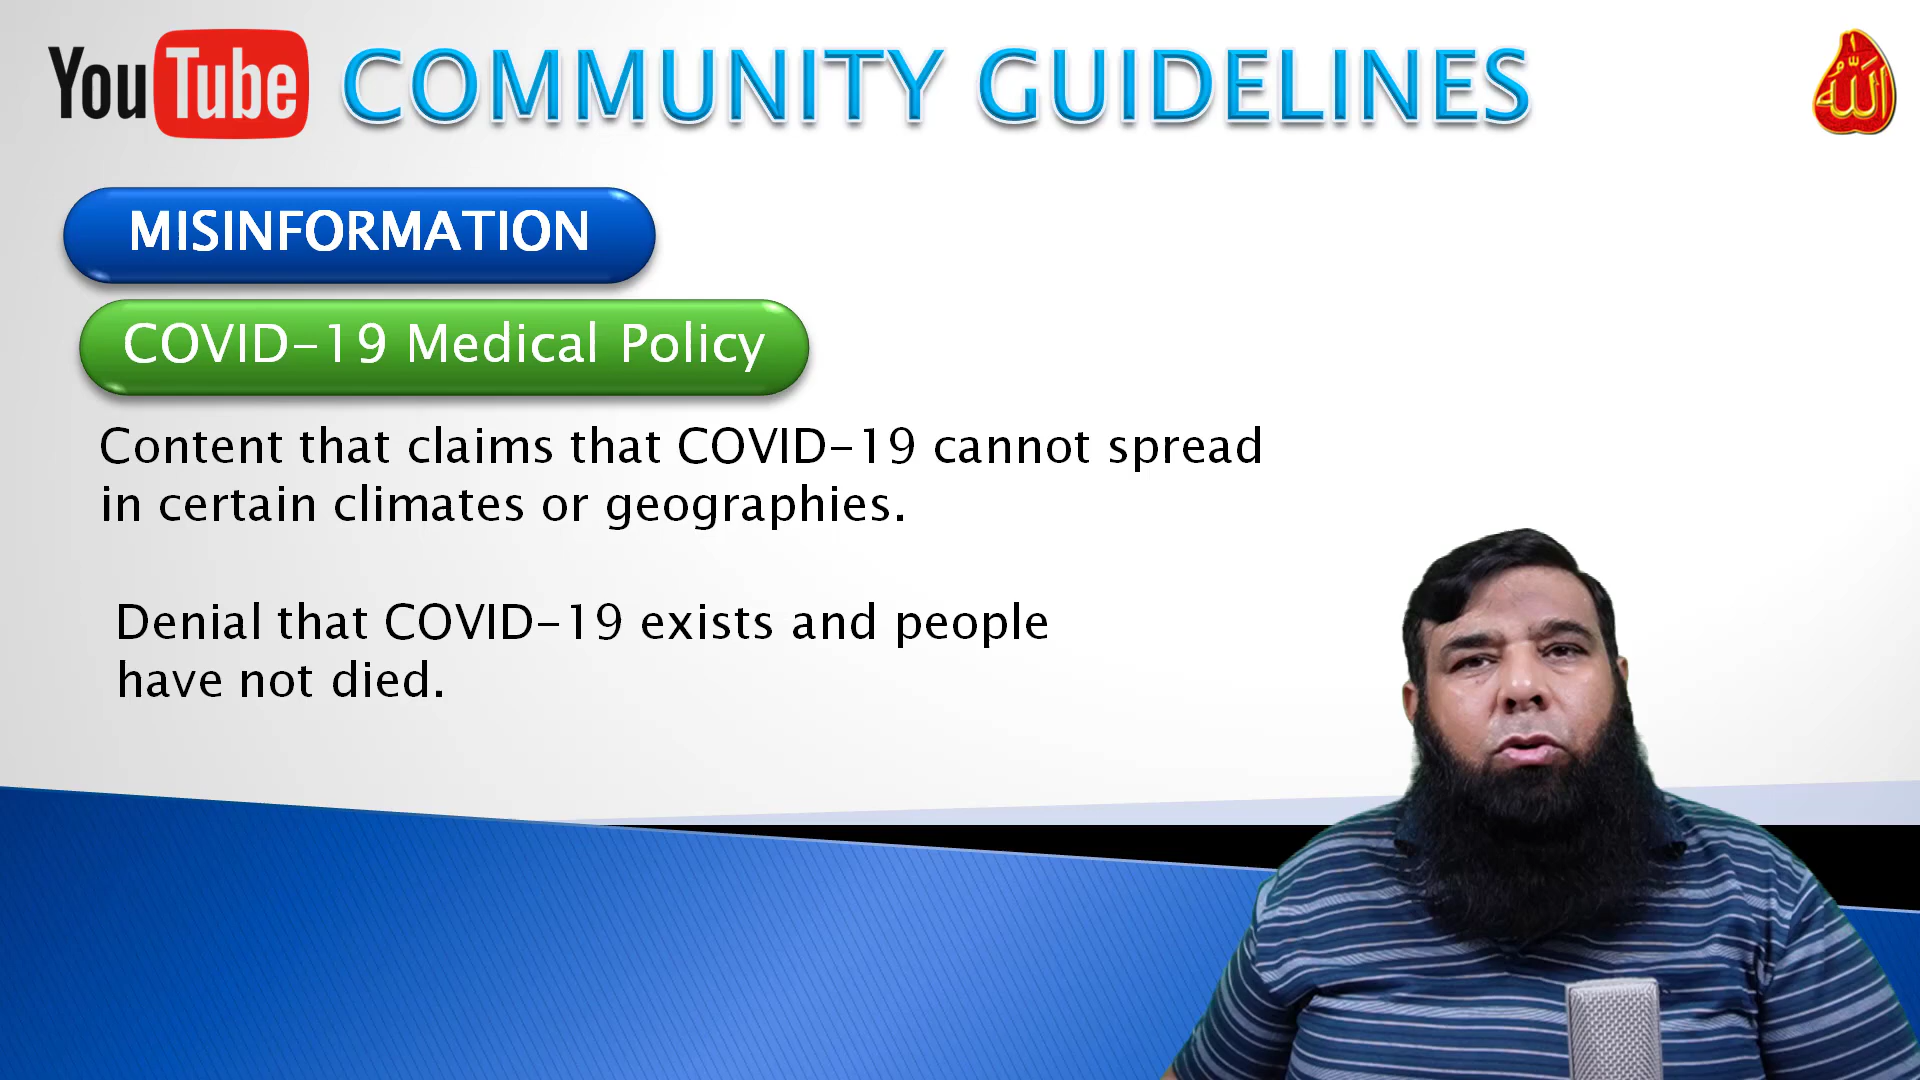 YouTube COMMUNITY GUIDELINES
الله
MISINFORMATION
COVID-19 Medical Policy
Content that claims that COVID-19 cannot spread
in certain climates or geographies.
Denial that COVID-19 exists and people
have not died.